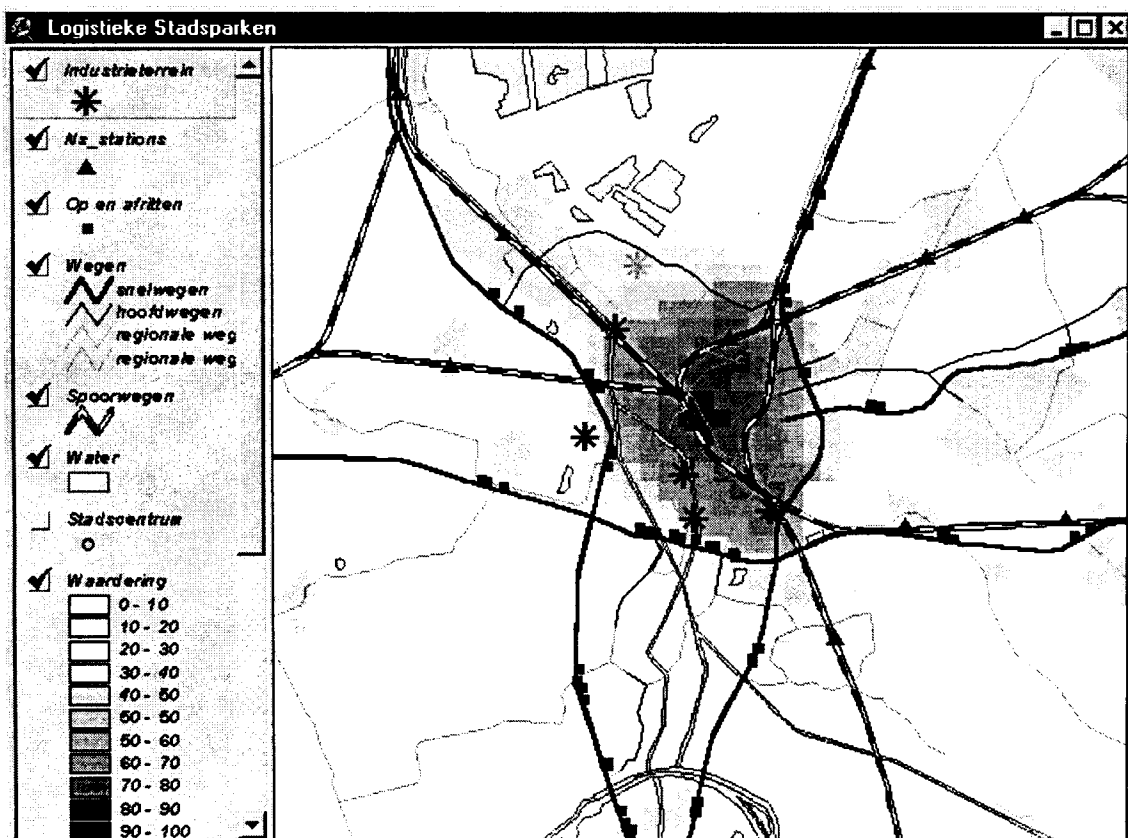 Logistieke Stadsparken
Industrieterrein
Ns_stations
Op en afritten
Wegen
snelwegen
hoofdwegen
regionale weg
regionale weg
Spoorwegen
Water
Stadscentrum
Waardering
0 - 10
10 - 20
20 - 30
30 - 40
40 - 50
50 - 50
50 - 60
60 - 70
70 - 80
80 - 90
90 - 100